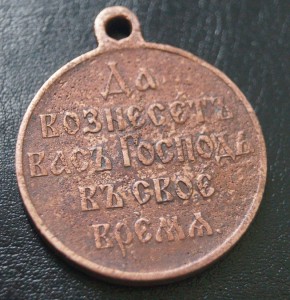 Да
вознесетъ
васъ Господь
въ свое
время.